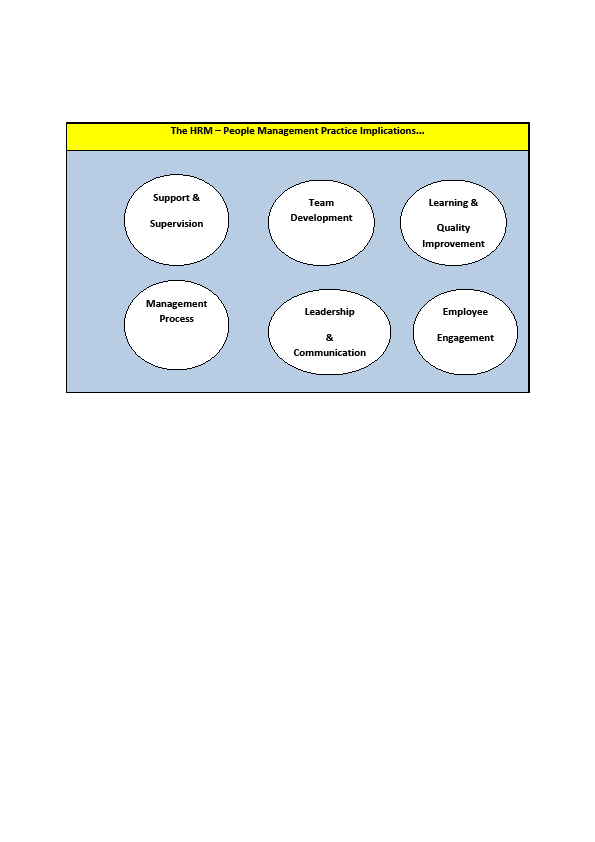 The HRM – People Management Practice Implications...
Support &
Supervision
Team
Development
Learning &
Quality
Improvement
Management
Process
Leadership
&
Communication
Employee
Engagement